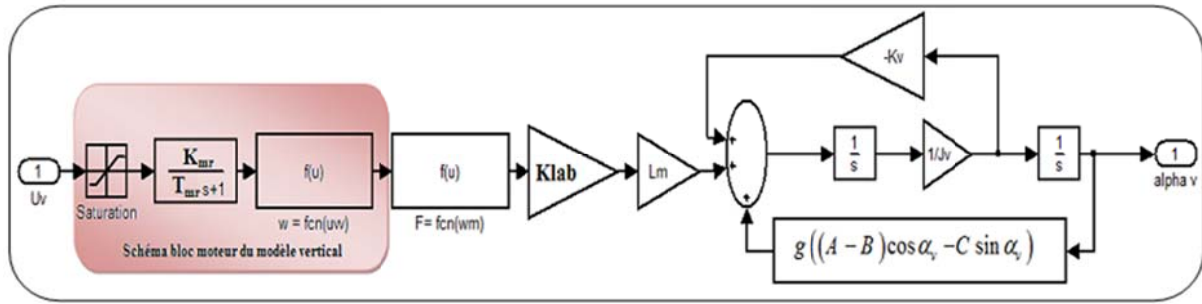 1
Uv
Saturation
K_mr
T_mr s+1
f(u)
w = fcn(uvv)
Schéma bloc moteur du modèle vertical
f(u)
F= fcn(wm)
Klab
Lm
+
+
+
-Kv
1
s
1/Jv
1
s
1
alpha v
g((A − B)cos α_v − C sin α_v)